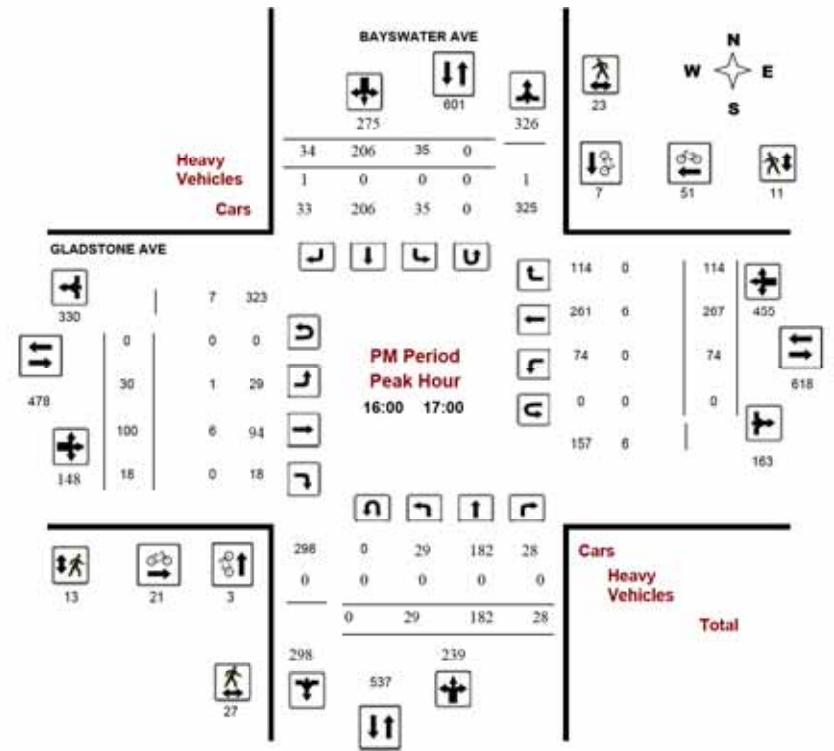 BAYSWATER AVE
N
W E
S
601
23
275 326
34 206 35 0
Heavy
Vehicles
1 0 0 0 1
Cars
33 206 35 0 325
7 51 11
GLADSTONE AVE
330
7 323
114 0 114
455
0 0 0
261 6 267
478
30 1 29
PM Period
Peak Hour
16:00 17:00
74 0 74
618
100 6 94
0 0 0
148
18 0 18
157 6
163
298 0 29 182 28
Cars
0 0 0 0 0
Heavy
Vehicles
13 21 3
0 29 182 28
Total
298 239
537
27